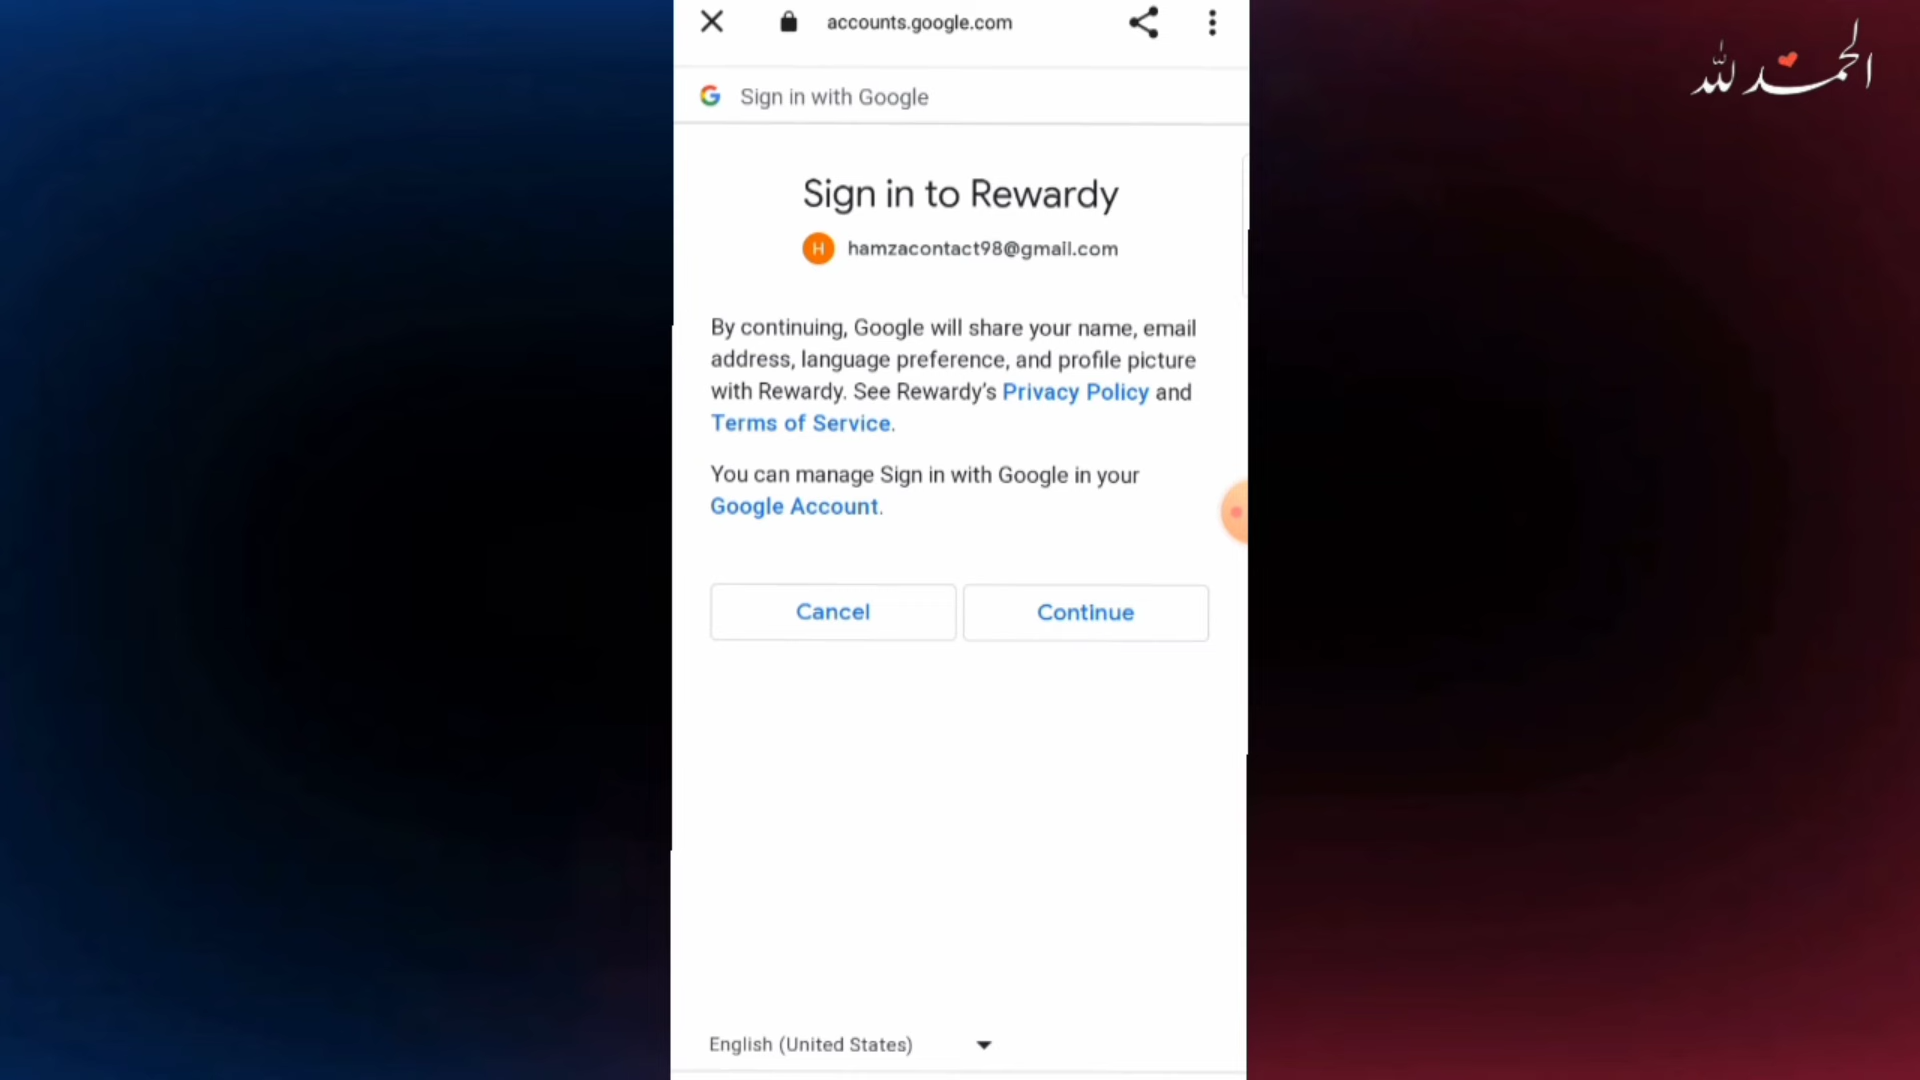 accounts.google.com
Sign in with Google
Sign in to Rewardy
H hamzacontact98@gmail.com
By continuing, Google will share your name, email
address, language preference, and profile picture
with Rewardy. See Rewardy's Privacy Policy and
Terms of Service.
You can manage Sign in with Google in your
Google Account.
Cancel Continue
English (United States)
الحمد لله